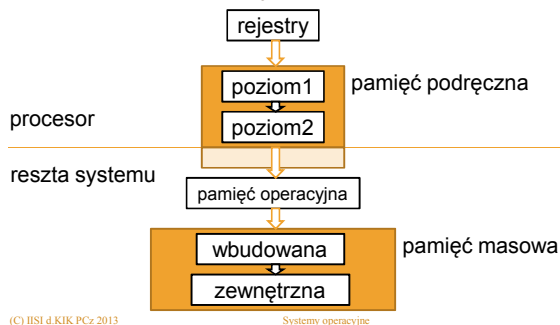 rejestry
poziom1
pamięć podręczna
procesor
poziom2
reszta systemu
pamięć operacyjna
wbudowana
pamięć masowa
zewnętrzna
(C) IISI d.KIK PCz 2013
Systemy operacyjne